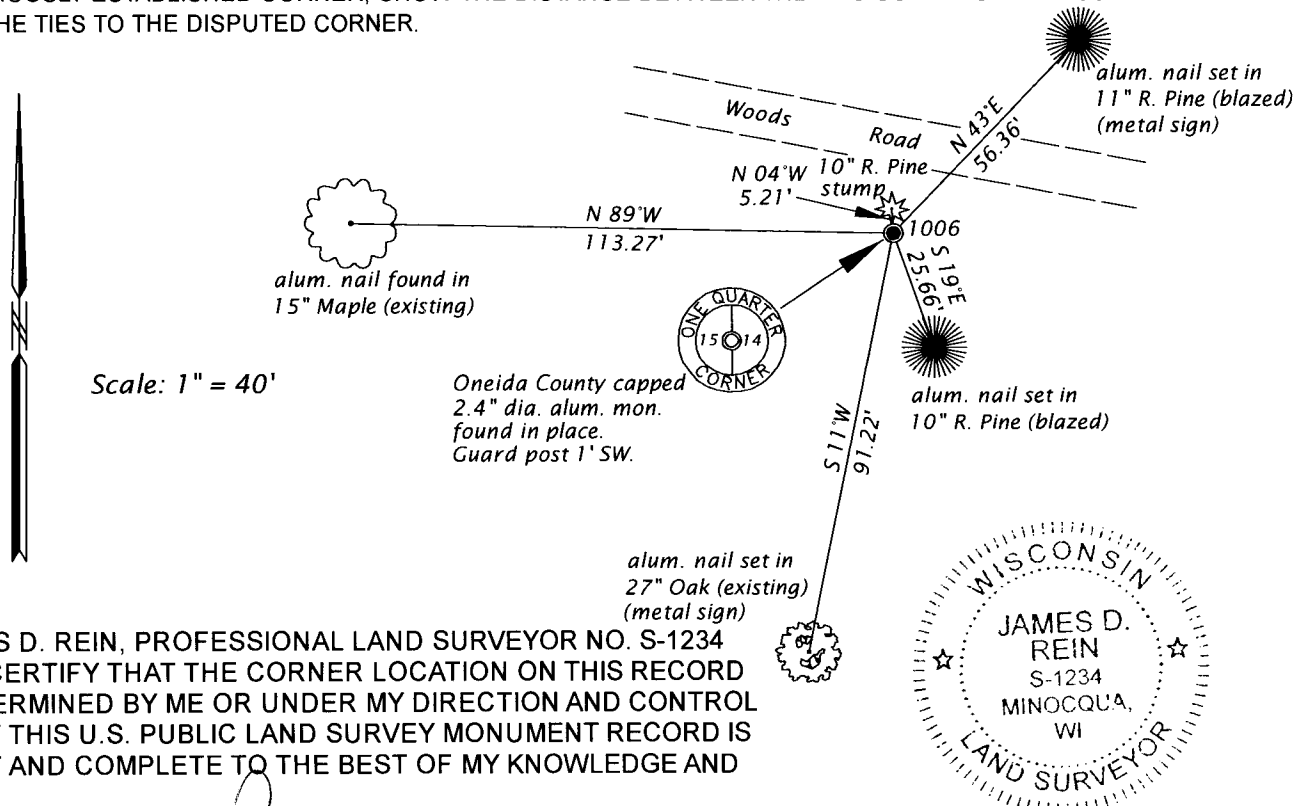 HE TIES TO THE DISPUTED CORNER.
alum. nail set in
11" R. Pine (blazed)
(metal sign)
Woods Road
N 43°E
56.36'
N 04°W
5.21'
10" R. Pine
stump
1006
N 89°W
113.27'
S 19°E
25.66'
alum. nail found in
15" Maple (existing)
ONE QUARTER
15 14
CORNER
Scale: 1" = 40'
Oneida County capped
2.4" dia. alum. mon.
found in place.
Guard post 1' SW.
alum. nail set in
10" R. Pine (blazed)
S 11°W
91.22'
alum. nail set in
27" Oak (existing)
(metal sign)
S D. REIN, PROFESSIONAL LAND SURVEYOR NO. S-1234
CERTIFY THAT THE CORNER LOCATION ON THIS RECORD
ERMINED BY ME OR UNDER MY DIRECTION AND CONTROL
THIS U.S. PUBLIC LAND SURVEY MONUMENT RECORD IS
AND COMPLETE TO THE BEST OF MY KNOWLEDGE AND
WISCONSIN
JAMES D.
REIN
S-1234
MINOCQUA,
WI
LAND SURVEYOR